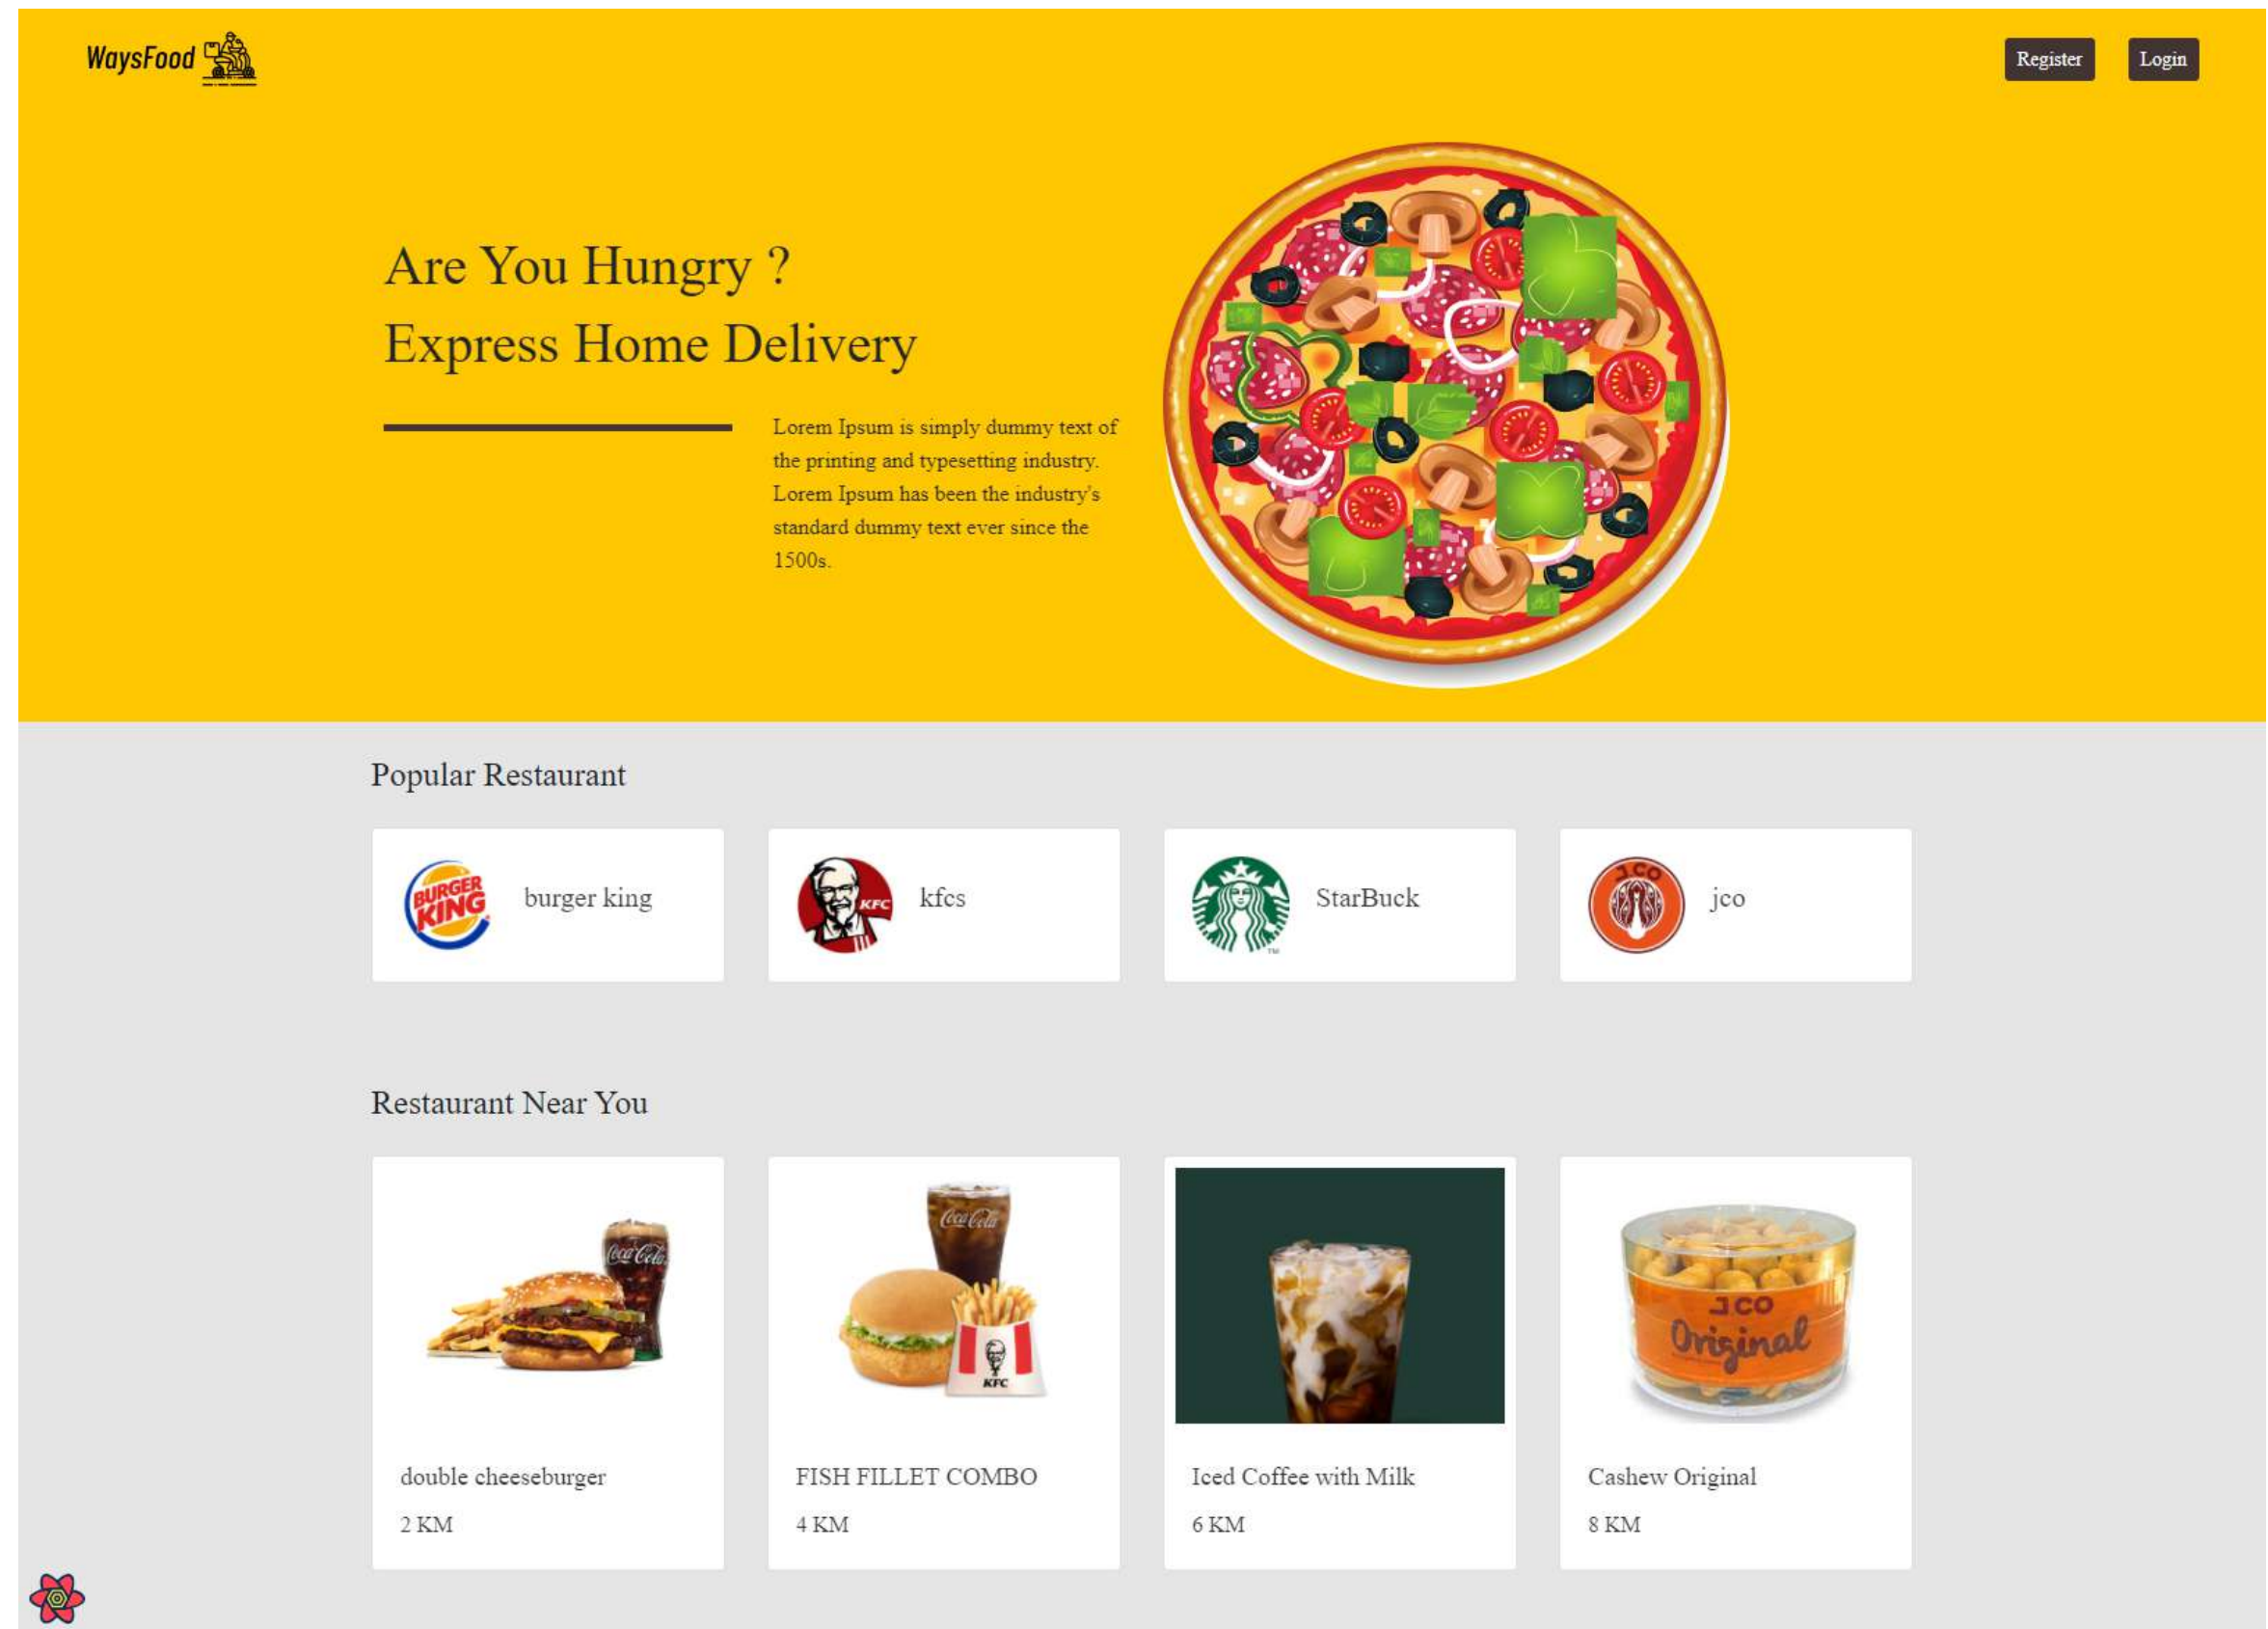 WaysFood
Register
Login
Are You Hungry ?
Express Home Delivery
Lorem Ipsum is simply dummy text of
the printing and typesetting industry.
Lorem Ipsum has been the industry's
standard dummy text ever since the
1500s.
Popular Restaurant
BURGER
KING
burger king
KFC
kfcs
TM
StarBuck
J.CO
jco
Restaurant Near You
Coca-Cola
Coca-Cola
KFC
J.CO
Original
double cheeseburger
2 KM
FISH FILLET COMBO
4 KM
Iced Coffee with Milk
6 KM
Cashew Original
8 KM